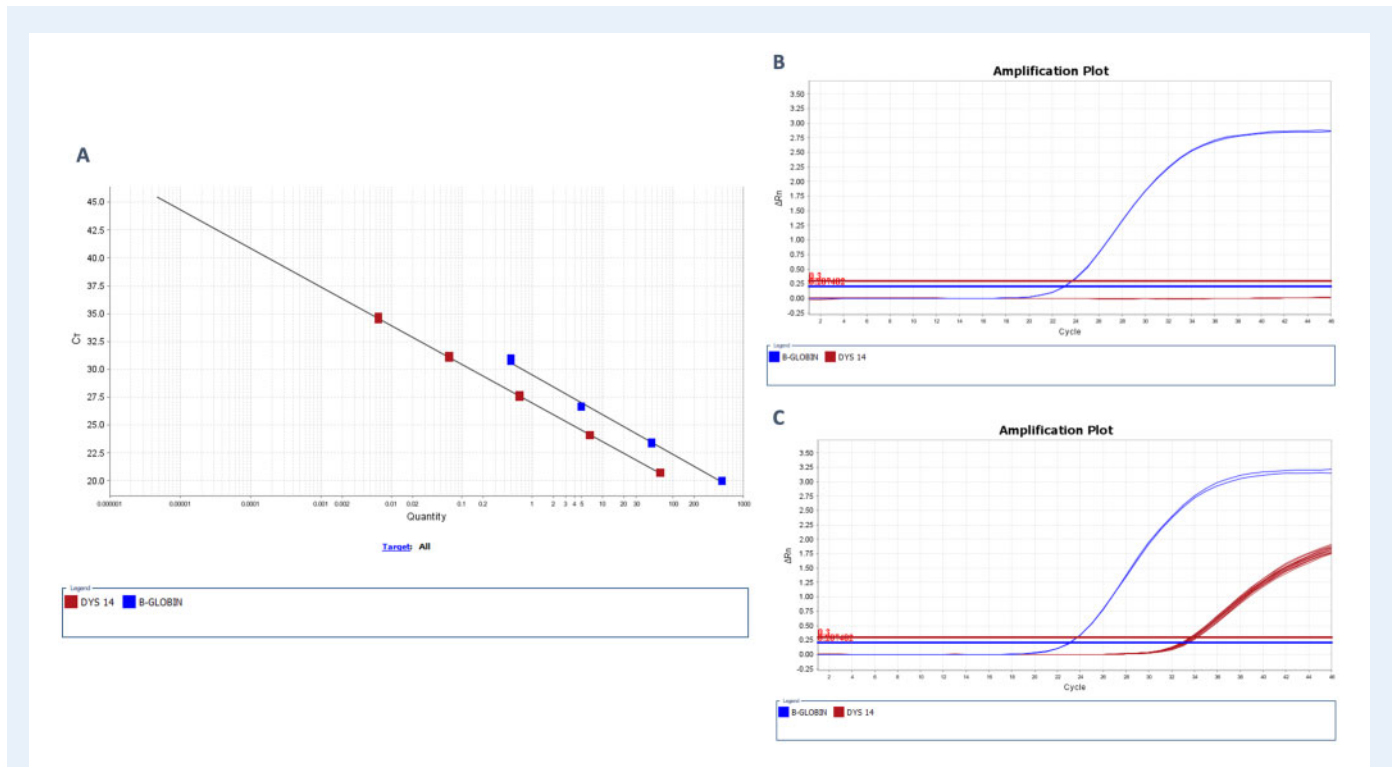 A
45.0
42.5
40.0
37.5
35.0
32.5
30.0
27.5
25.0
22.5
20.0
CT
0.000001 0.00001 0.0001 0.001 0.002 0.01 0.02 0.1 0.2 1 2 3 4 5 10 20 30 100 200 1000
Quantity
Target: All
Legend
DYS 14 B-GLOBIN
B
Amplification Plot
3.50
3.25
3.00
2.75
2.50
2.25
2.00
1.75
1.50
1.25
1.00
0.75
0.50
0.25
0.00
-0.25
ΔRn
2 4 6 8 10 12 14 16 18 20 22 24 26 28 30 32 34 36 38 40 42 44 46
Cycle
Legend
B-GLOBIN DYS 14
C
Amplification Plot
3.50
3.25
3.00
2.75
2.50
2.25
2.00
1.75
1.50
1.25
1.00
0.75
0.50
0.25
0.00
-0.25
ΔRn
2 4 6 8 10 12 14 16 18 20 22 24 26 28 30 32 34 36 38 40 42 44 46
Cycle
Legend
B-GLOBIN DYS 14